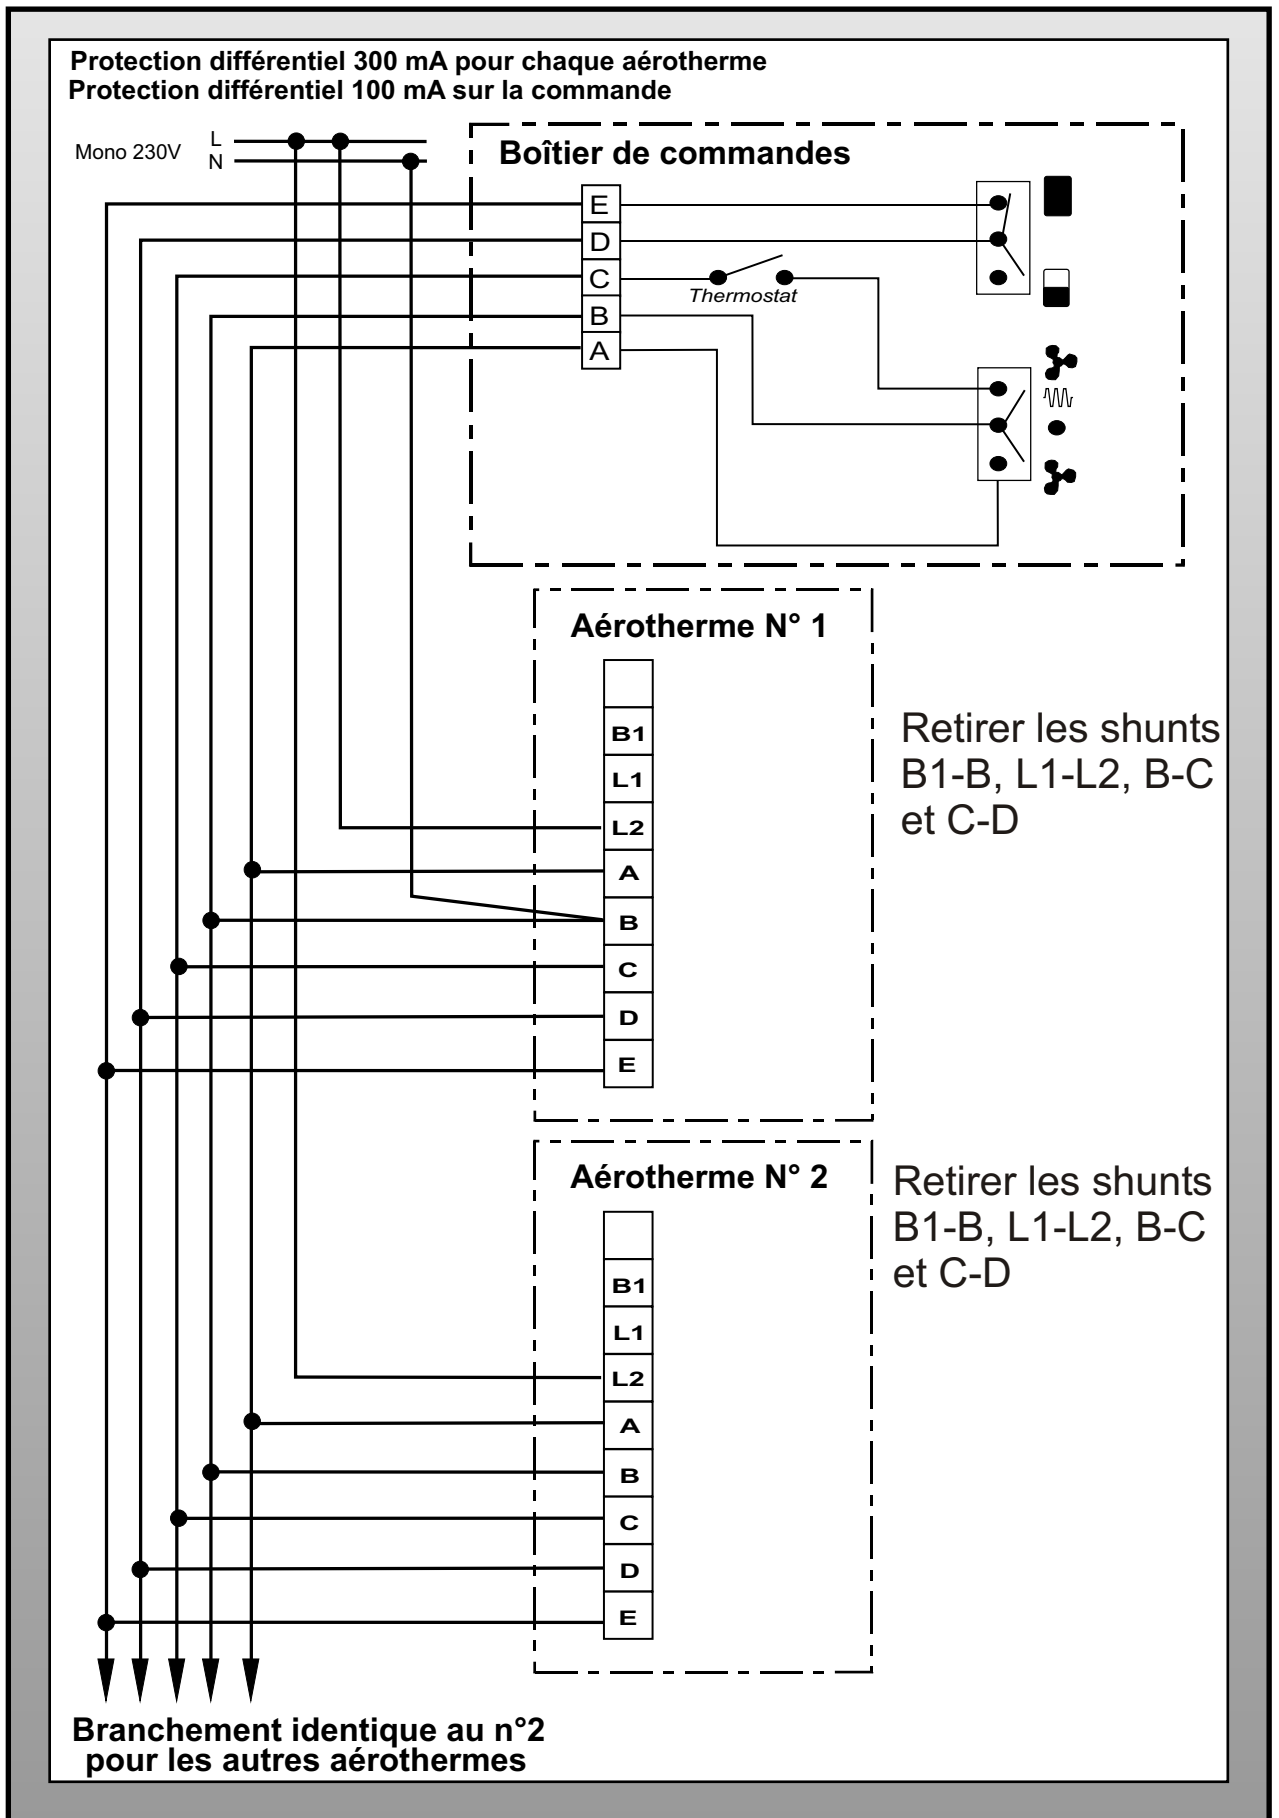 Protection différentiel 300 mA pour chaque aérotherme
Protection différentiel 100 mA sur la commande
Mono 230V
L
N
Boîtier de commandes
E
D
C
B
A
Thermostat
Aérotherme N° 1
B1
L1
L2
A
B
C
D
E
Retirer les shunts
B1-B, L1-L2, B-C
et C-D
Aérotherme N° 2
B1
L1
L2
A
B
C
D
E
Retirer les shunts
B1-B, L1-L2, B-C
et C-D
Branchement identique au n°2
pour les autres aérothermes